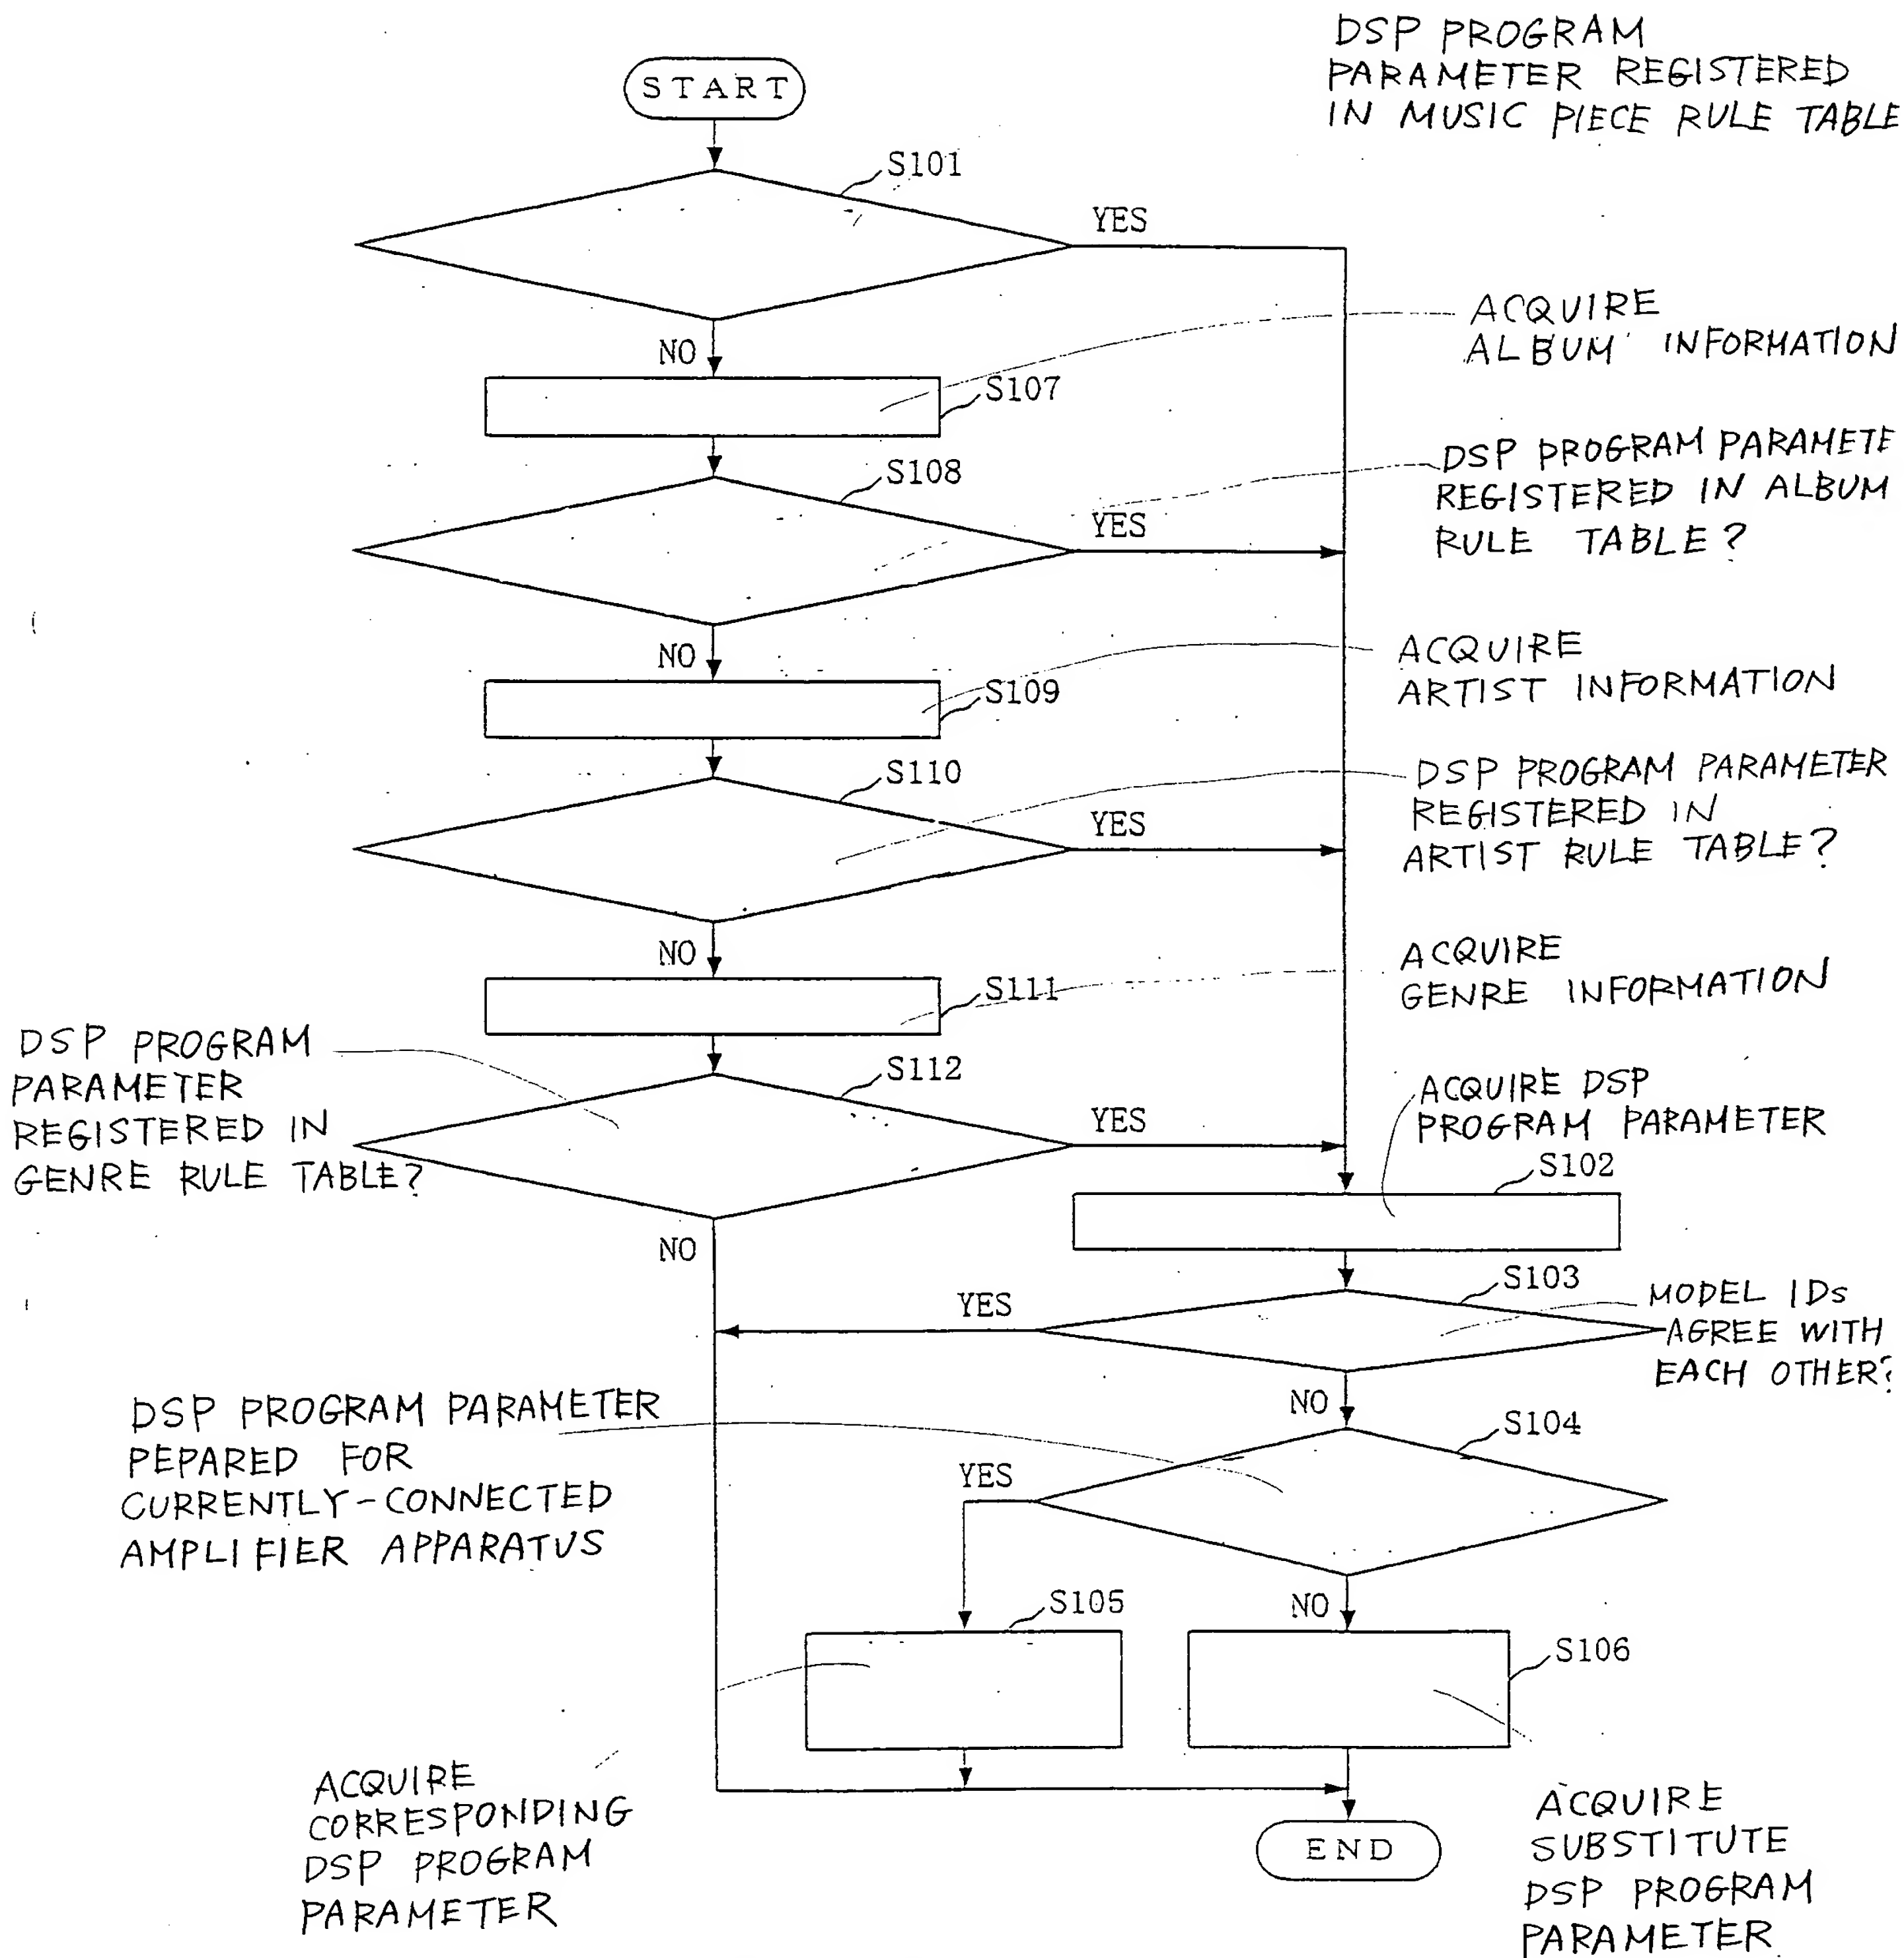 START
DSP PROGRAM
PARAMETER REGISTERED
IN MUSIC PIECE RULE TABLE
S101
YES
NO
ACQUIRE
ALBUM INFORMATION
S107
S108
DSP PROGRAM PARAMETE
REGISTERED IN ALBUM
RULE TABLE?
YES
NO
ACQUIRE
ARTIST INFORMATION
S109
S110
DSP PROGRAM PARAMETER
REGISTERED IN
ARTIST RULE TABLE?
YES
NO
ACQUIRE
GENRE INFORMATION
S111
DSP PROGRAM
PARAMETER
REGISTERED IN
GENRE RULE TABLE?
S112
YES
NO
ACQUIRE DSP
PROGRAM PARAMETER
S102
S103
MODEL IDs
AGREE WITH
EACH OTHER?
YES
NO
DSP PROGRAM PARAMETER
PEPARED FOR
CURRENTLY-CONNECTED
AMPLIFIER APPARATUS
S104
YES
NO
S105
S106
ACQUIRE
CORRESPONDING
DSP PROGRAM
PARAMETER
END
ACQUIRE
SUBSTITUTE
DSP PROGRAM
PARAMETER